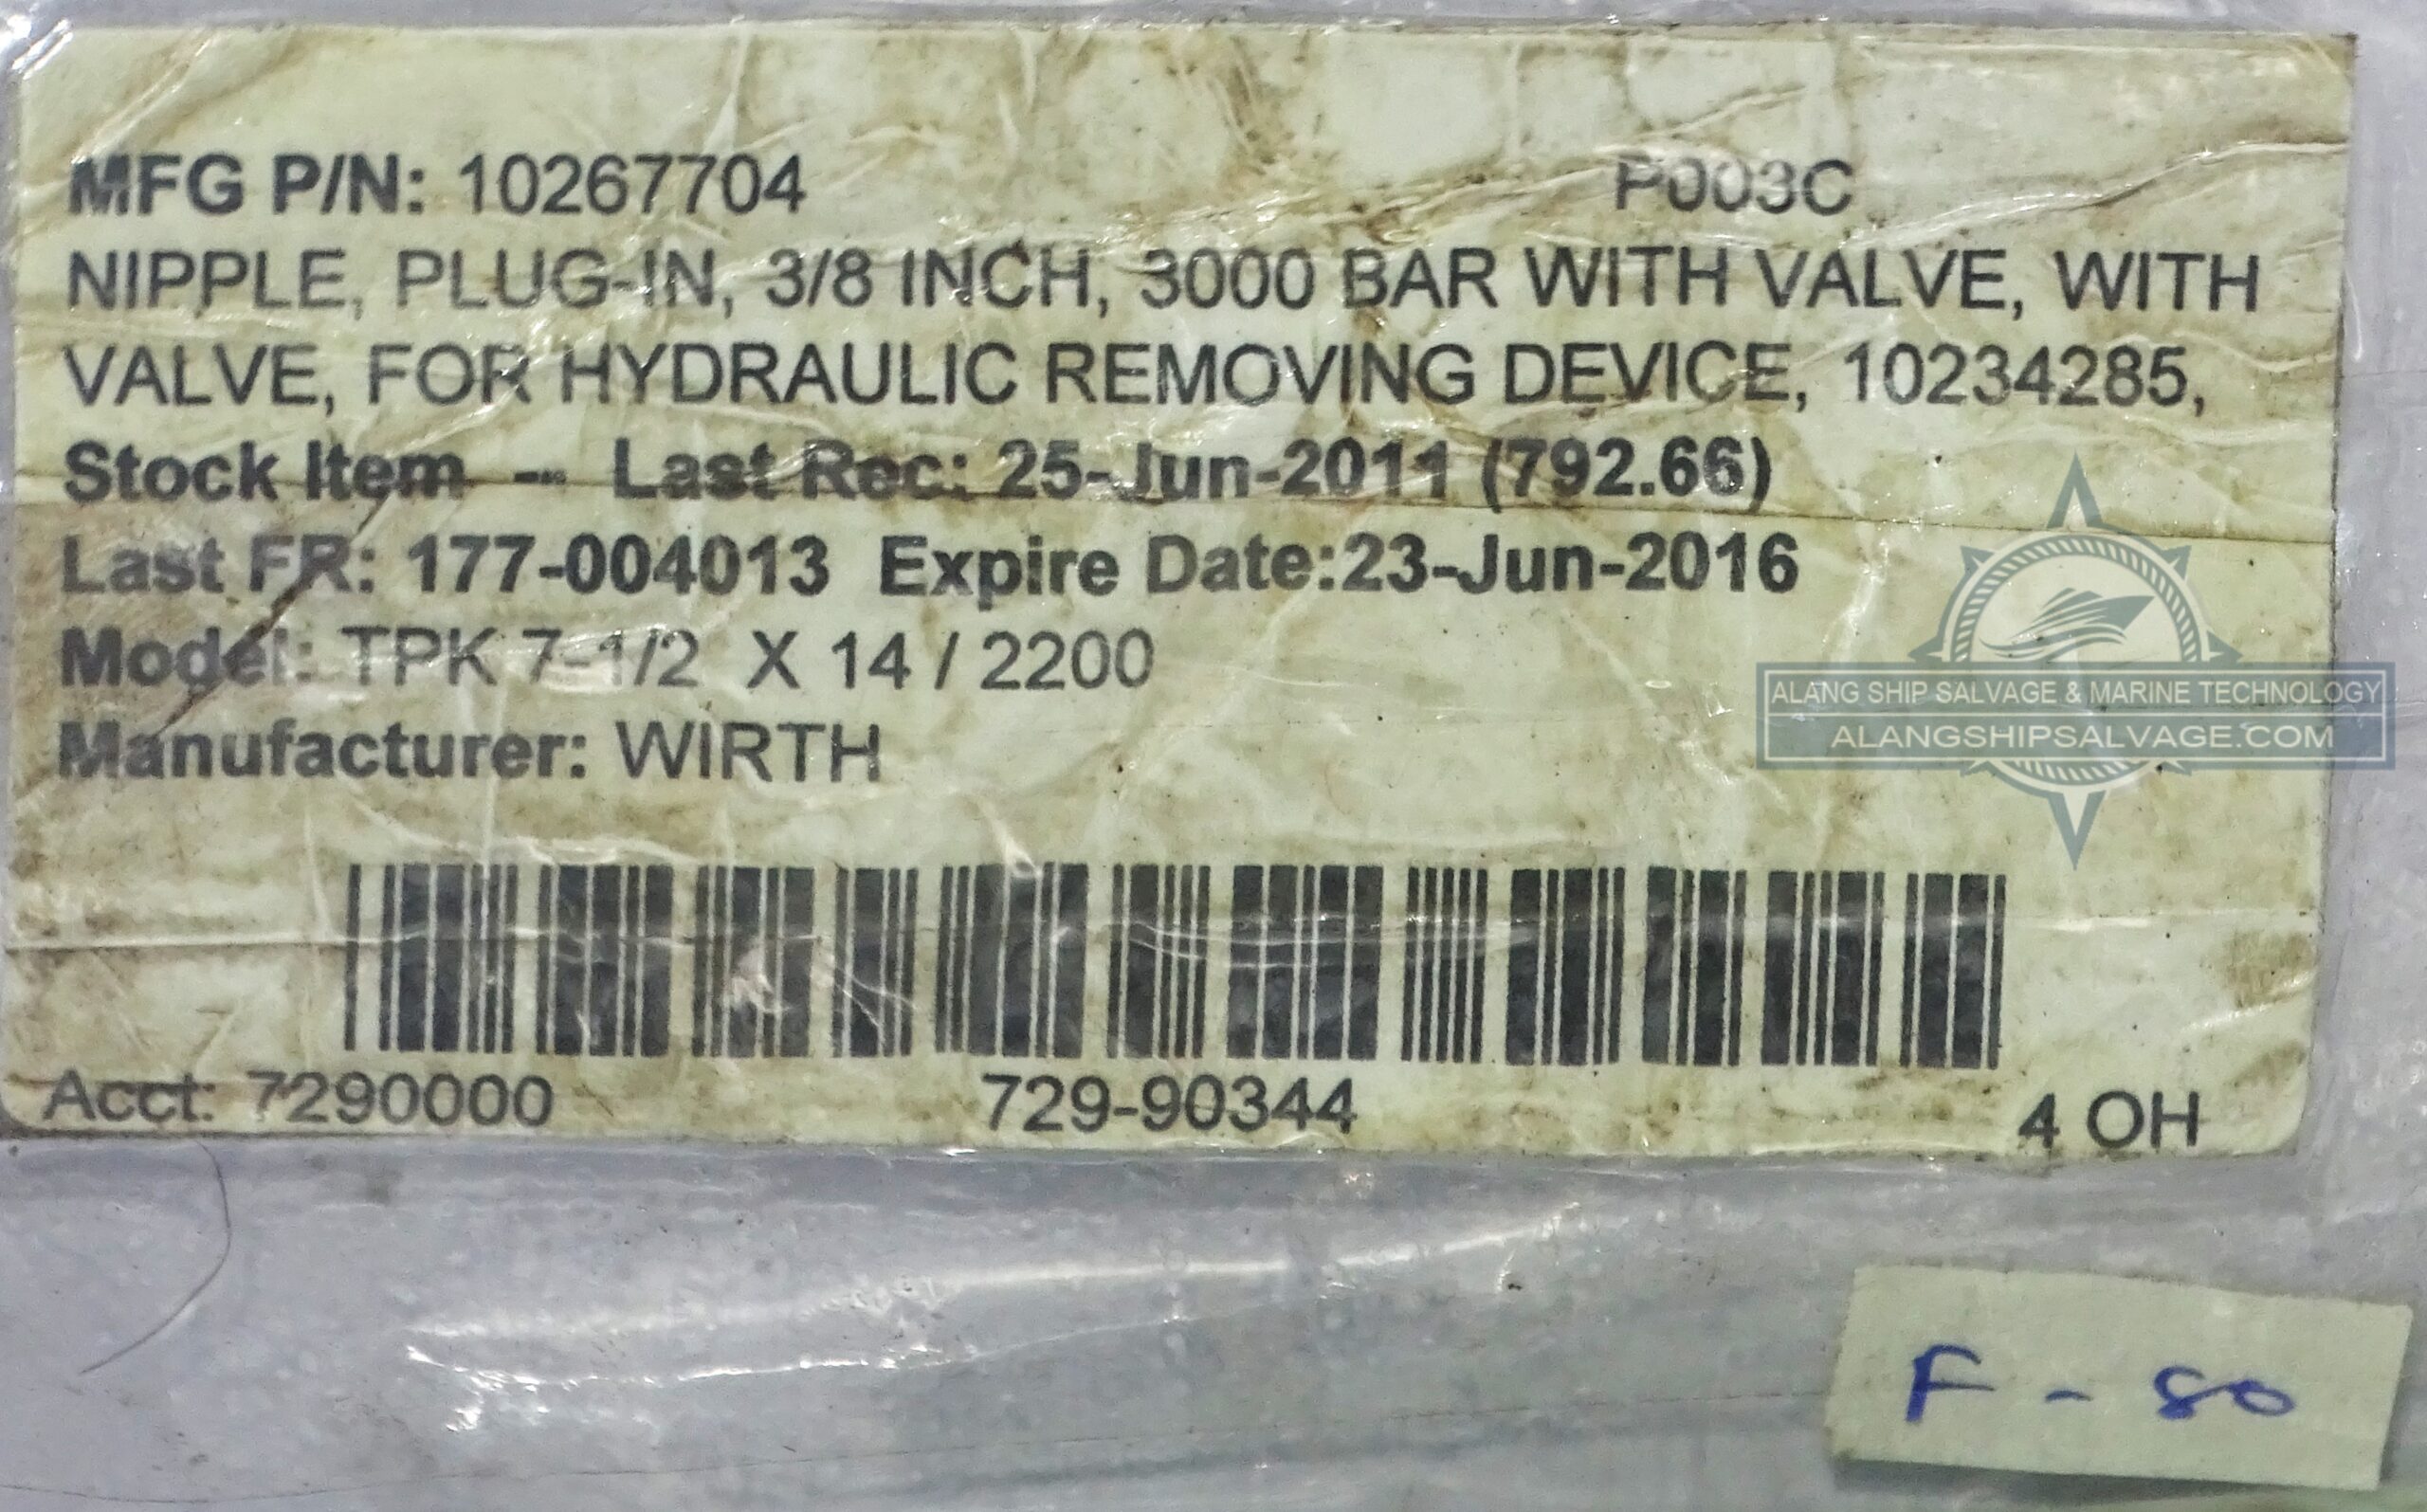 MFG P/N: 10267704 P003C
NIPPLE, PLUG-IN, 3/8 INCH, 3000 BAR WITH VALVE, WITH
VALVE, FOR HYDRAULIC REMOVING DEVICE, 10234285,
Stock Item -- Last Rec: 25-Jun-2011 (792.66)
Last FR: 177-004013 Expire Date:23-Jun-2016
Model: TPK 7-1/2 X 14 / 2200
Manufacturer: WIRTH
ALANG SHIP SALVAGE & MARINE TECHNOLOGY
ALANGSHIPSALVAGE.COM
Acct: 7290000 729-90344 4 OH
F - 80